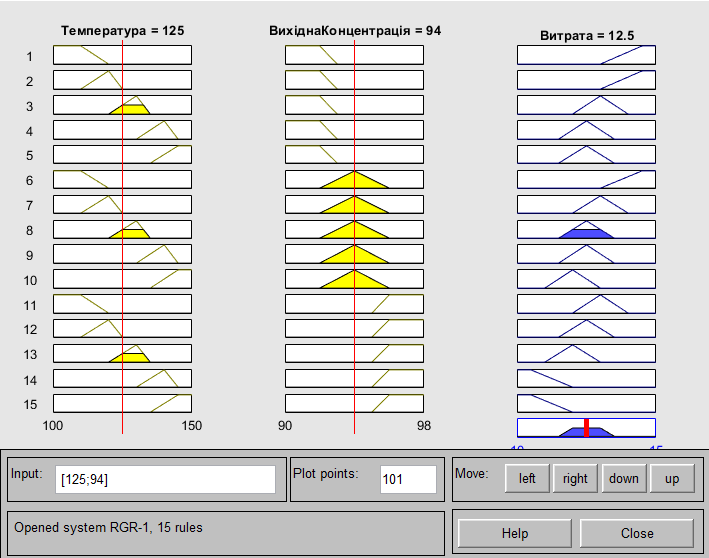 Температура = 125
ВихіднаКонцентрація = 94
Витрата = 12.5
1
2
3
4
5
6
7
8
9
10
11
12
13
14
15
100 150
90 98
10 15
Input: [125;94]
Plot points: 101
Move: left right down up
Opened system RGR-1, 15 rules
Help Close